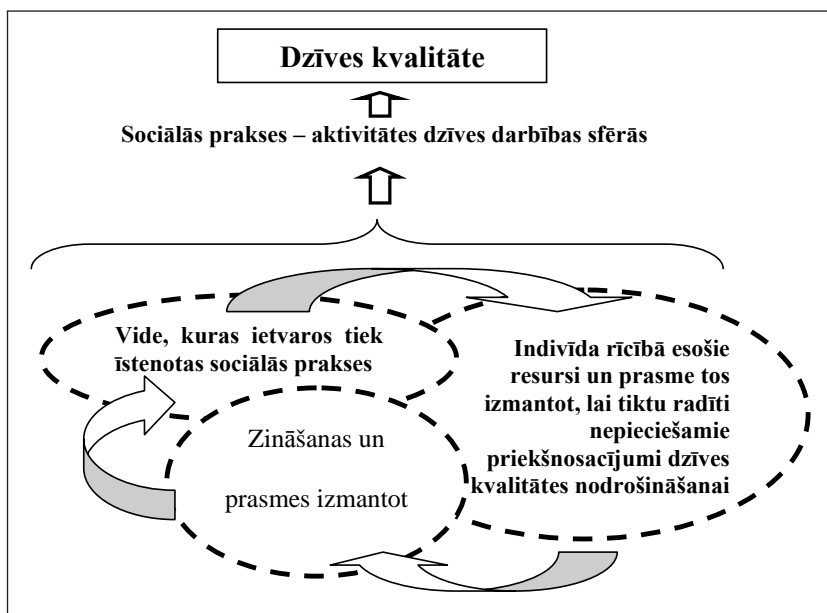 Dzīves kvalitāte
Sociālās prakses – aktivitātes dzīves darbības sfērās
Vide, kuras ietvaros tiek
īstenotas sociālās prakses
Indivīda rīcībā esošie
resursi un prasme tos
izmantot, lai tiktu radīti
nepieciešamie
priekšnosacījumi dzīves
kvalitātes nodrošināšanai
Zināšanas un
prasmes izmantot